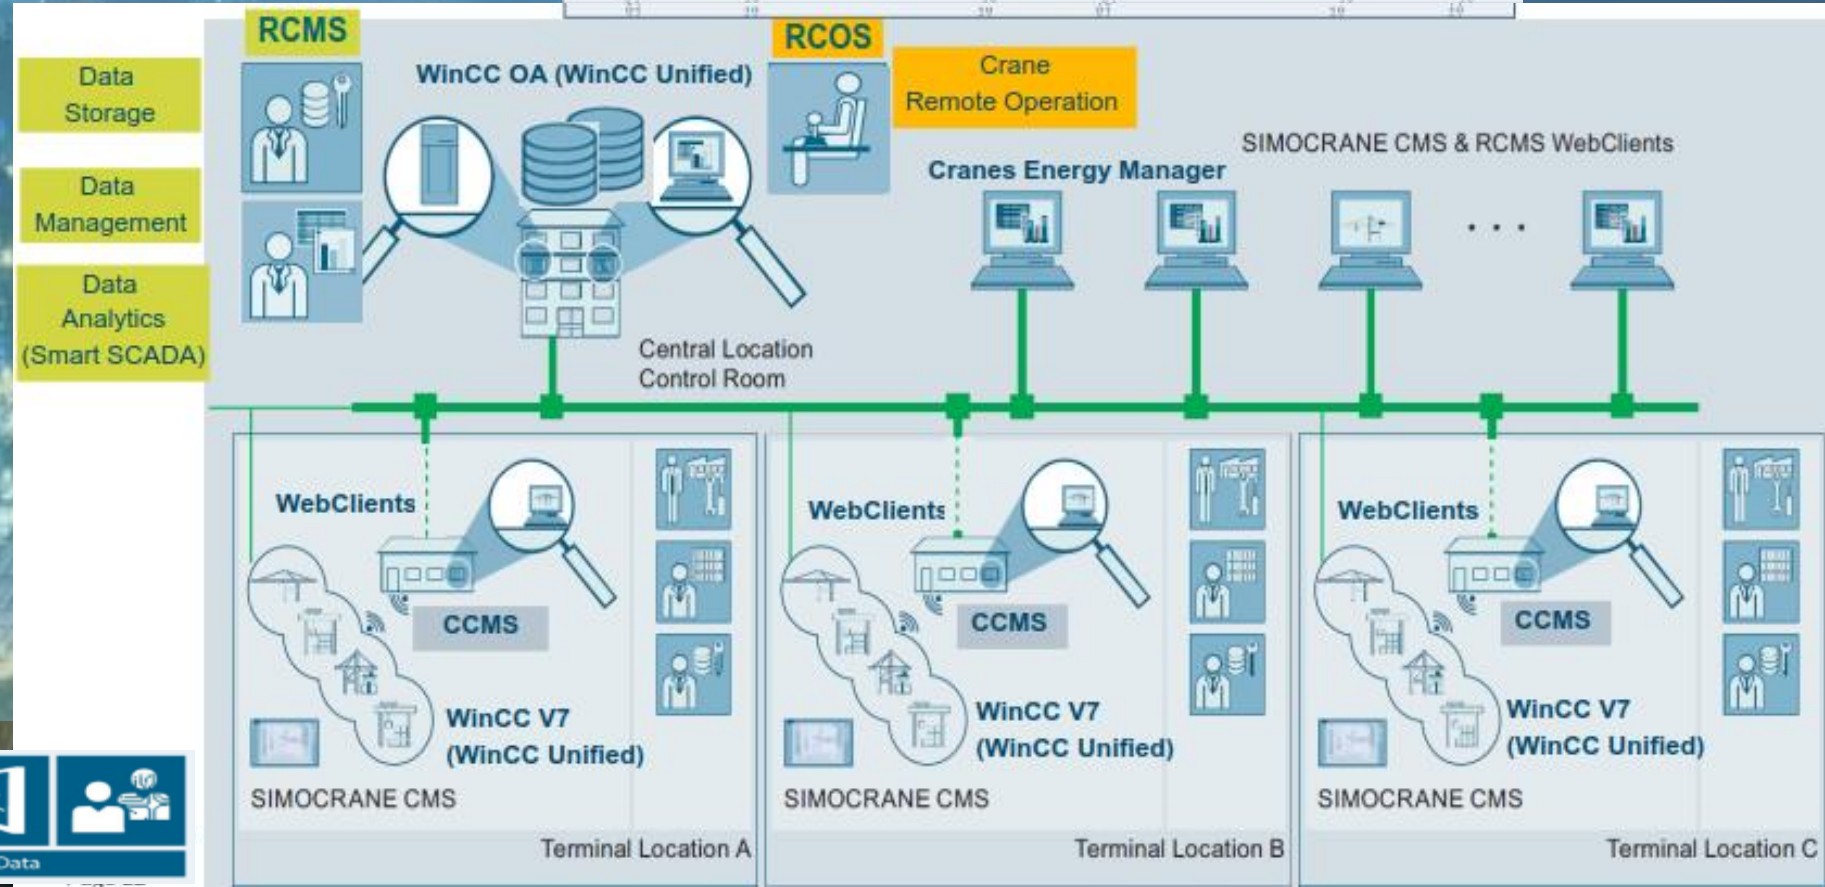 RCMS
RCOS
Data
Storage
WinCC OA (WinCC Unified)
Crane
Remote Operation
SIMOCRANE CMS & RCMS WebClients
Cranes Energy Manager
Data
Management
Data
Analytics
(Smart SCADA)
. . .
Central Location
Control Room
WebClients
CCMS
WinCC V7
(WinCC Unified)
SIMOCRANE CMS
Terminal Location A
WebClients
CCMS
WinCC V7
(WinCC Unified)
SIMOCRANE CMS
Terminal Location B
WebClients
CCMS
WinCC V7
(WinCC Unified)
SIMOCRANE CMS
Terminal Location C
Data